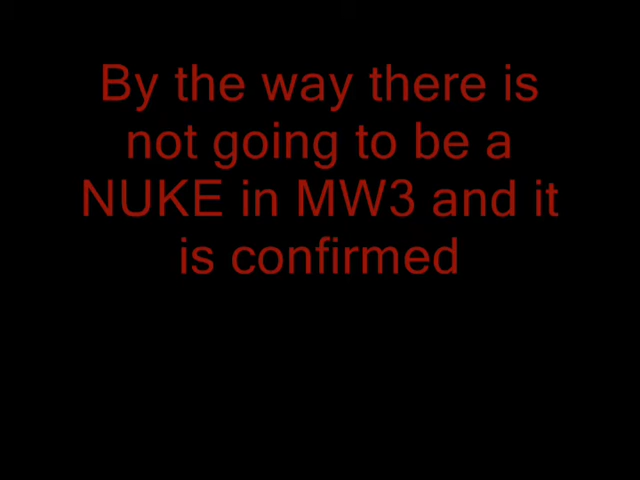 By the way there is
not going to be a
NUKE in MW3 and it
is confirmed